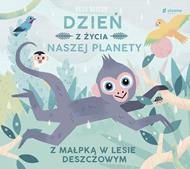 DZIEŃ
Z ŻYCIA
NASZEJ PLANETY
Z MAŁPKĄ W LESIE
DESZCZOWYM